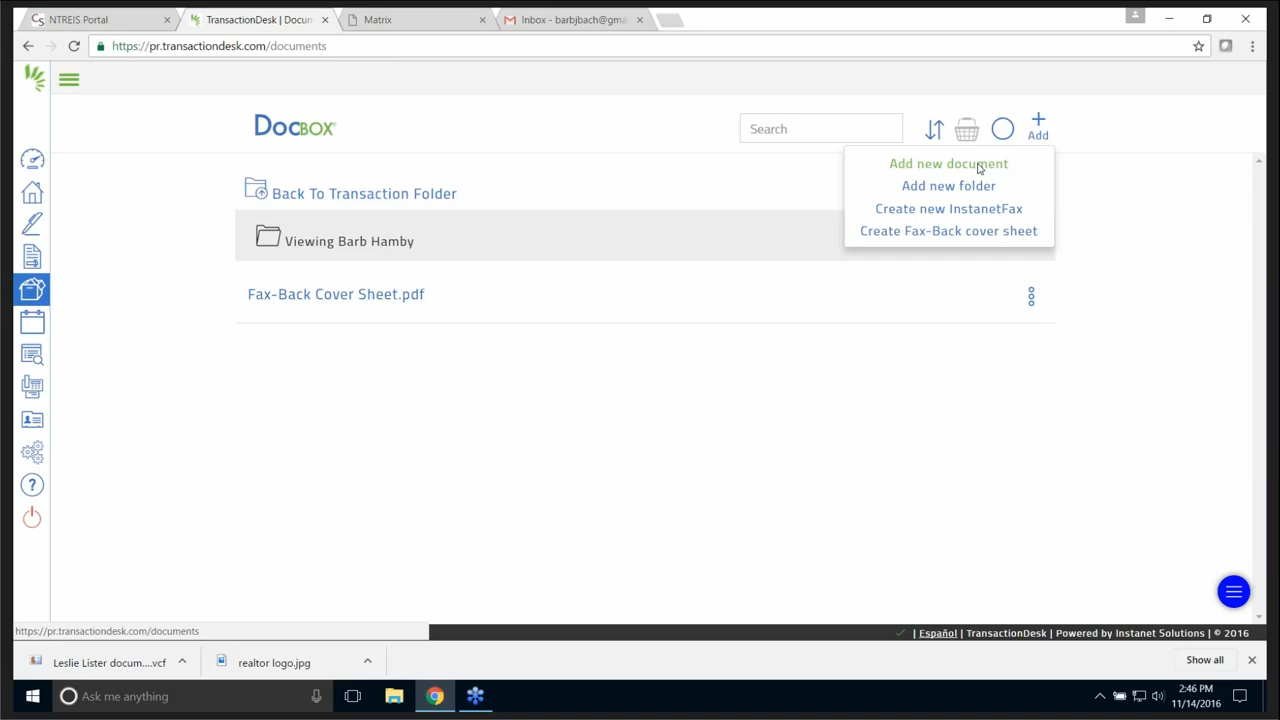 NTREIS Portal
TransactionDesk | Docum
Matrix
Inbox - barbjbach@gma
https://pr.transactiondesk.com/documents
DocBOX
Search
Add
Add new document
Add new folder
Create new InstanetFax
Create Fax-Back cover sheet
Back To Transaction Folder
Viewing Barb Hamby
Fax-Back Cover Sheet.pdf
https://pr.transactiondesk.com/documents
| Español | TransactionDesk | Powered by Instanet Solutions | © 2016
Leslie Lister docum....vcf
realtor logo.jpg
Show all
Ask me anything
2:46 PM
11/14/2016